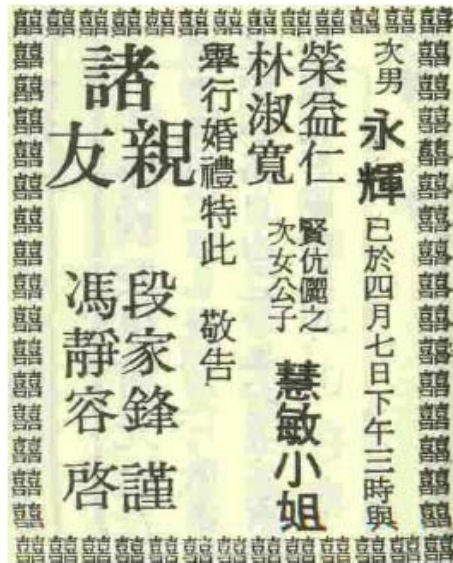 次男 永輝 已於四月七日下午三時與
榮益仁
林淑寬
賢伉儷之
次女公子
慧敏小姐
舉行婚禮特此 敬告
諸親友
段家鋒 謹
馮靜容 啓